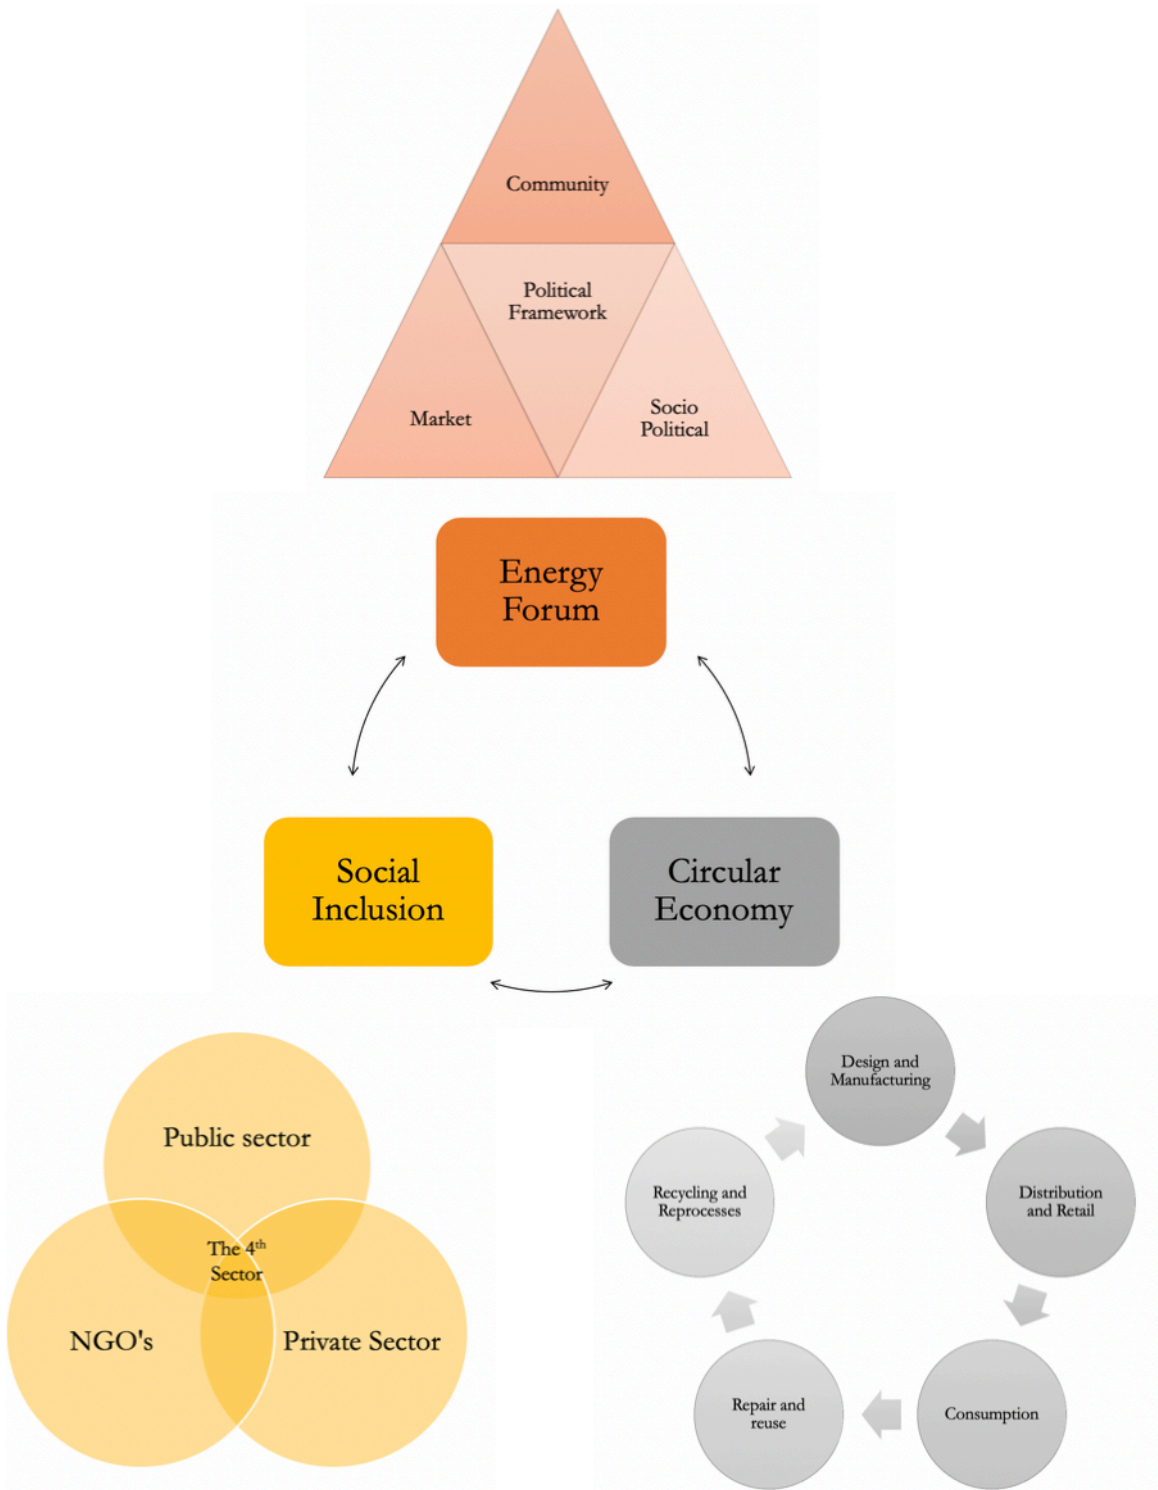 Community
Political
Framework
Market
Socio
Political
Energy
Forum
Social
Inclusion
Circular
Economy
Public sector
The 4th
Sector
NGO's
Private Sector
Design and
Manufacturing
Distribution
and Retail
Consumption
Repair and
reuse
Recycling and
Reprocesses